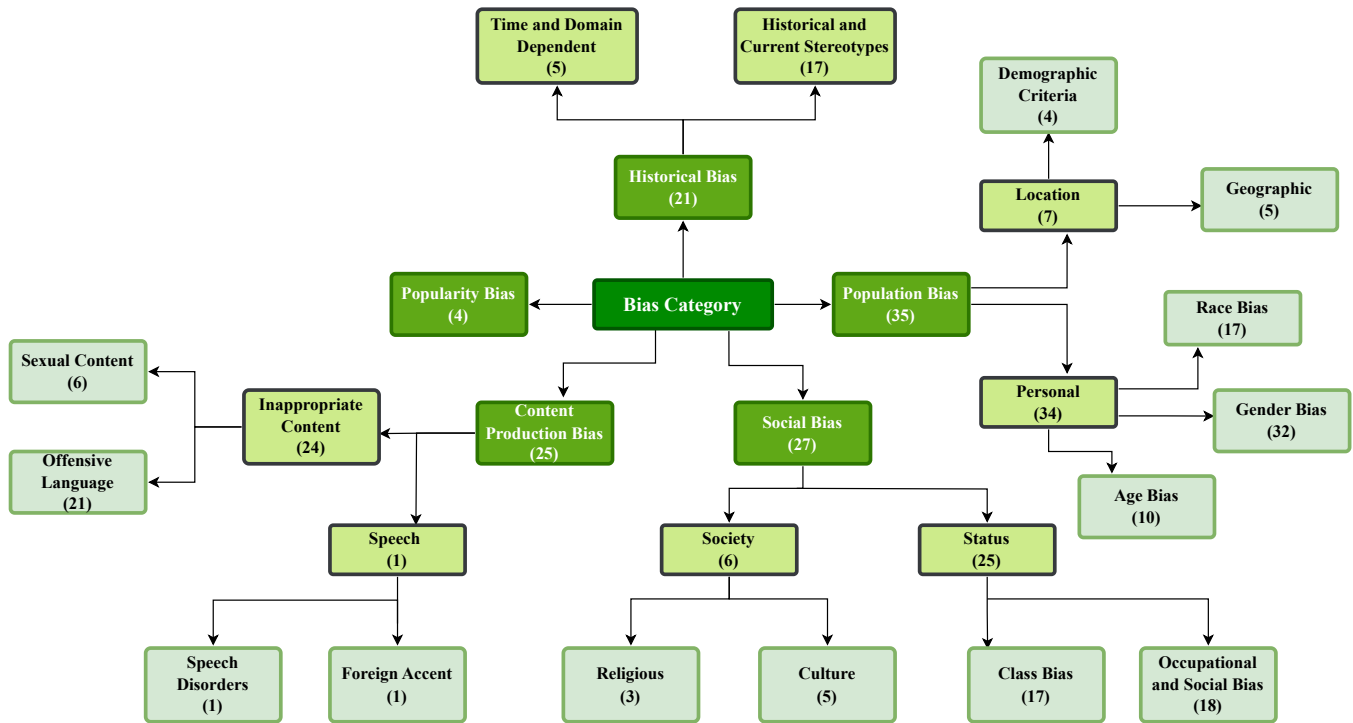 Time and Domain
Dependent
(5)
Historical and
Current Stereotypes
(17)
Demographic
Criteria
(4)
Historical Bias
(21)
Location
(7)
Geographic
(5)
Popularity Bias
(4)
Bias Category
Population Bias
(35)
Race Bias
(17)
Sexual Content
(6)
Inappropriate
Content
(24)
Content
Production Bias
(25)
Social Bias
(27)
Personal
(34)
Gender Bias
(32)
Offensive
Language
(21)
Age Bias
(10)
Speech
(1)
Society
(6)
Status
(25)
Speech
Disorders
(1)
Foreign Accent
(1)
Religious
(3)
Culture
(5)
Class Bias
(17)
Occupational
and Social Bias
(18)